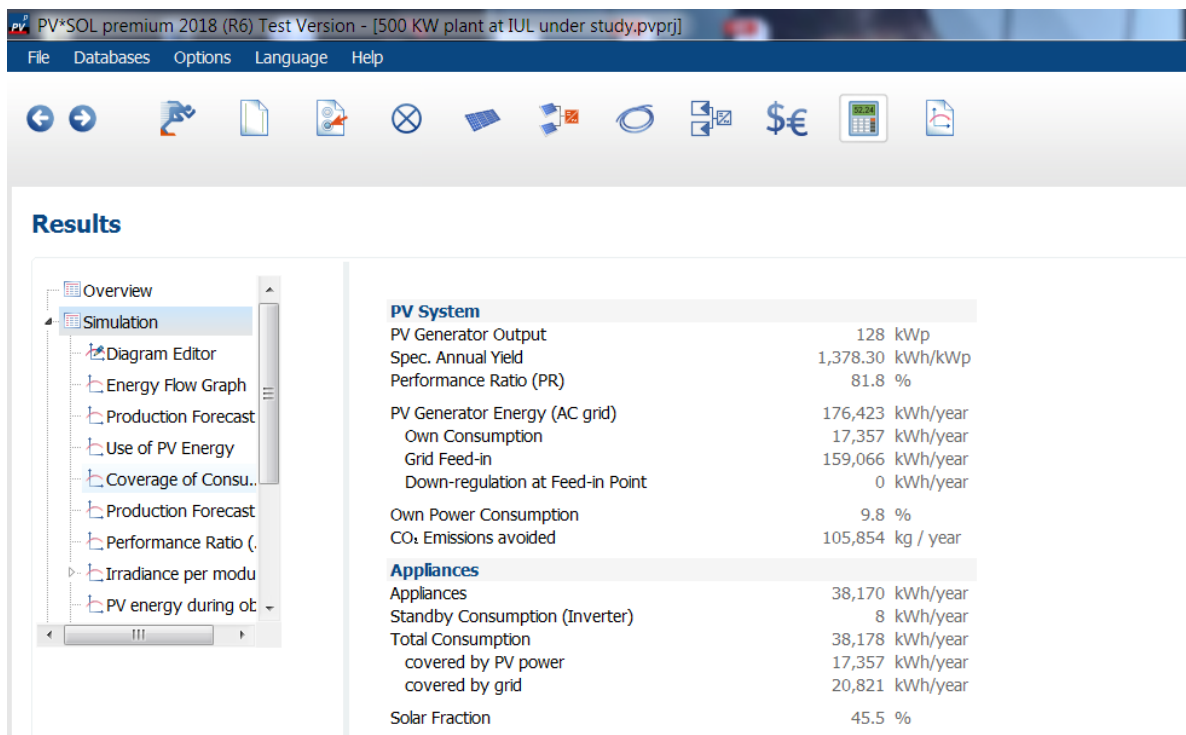 PV*SOL premium 2018 (R6) Test Version - [500 KW plant at IUL under study.pvprj]
File Databases Options Language Help
52.24
$€
Results
Overview
Simulation
Diagram Editor
Energy Flow Graph
Production Forecast
Use of PV Energy
Coverage of Consu..
Production Forecast
Performance Ratio (.
Irradiance per modu
PV energy during ob
PV System
PV Generator Output 128 kWp
Spec. Annual Yield 1,378.30 kWh/kWp
Performance Ratio (PR) 81.8 %
PV Generator Energy (AC grid) 176,423 kWh/year
Own Consumption 17,357 kWh/year
Grid Feed-in 159,066 kWh/year
Down-regulation at Feed-in Point 0 kWh/year
Own Power Consumption 9.8 %
CO₂ Emissions avoided 105,854 kg / year
Appliances
Appliances 38,170 kWh/year
Standby Consumption (Inverter) 8 kWh/year
Total Consumption 38,178 kWh/year
covered by PV power 17,357 kWh/year
covered by grid 20,821 kWh/year
Solar Fraction 45.5 %